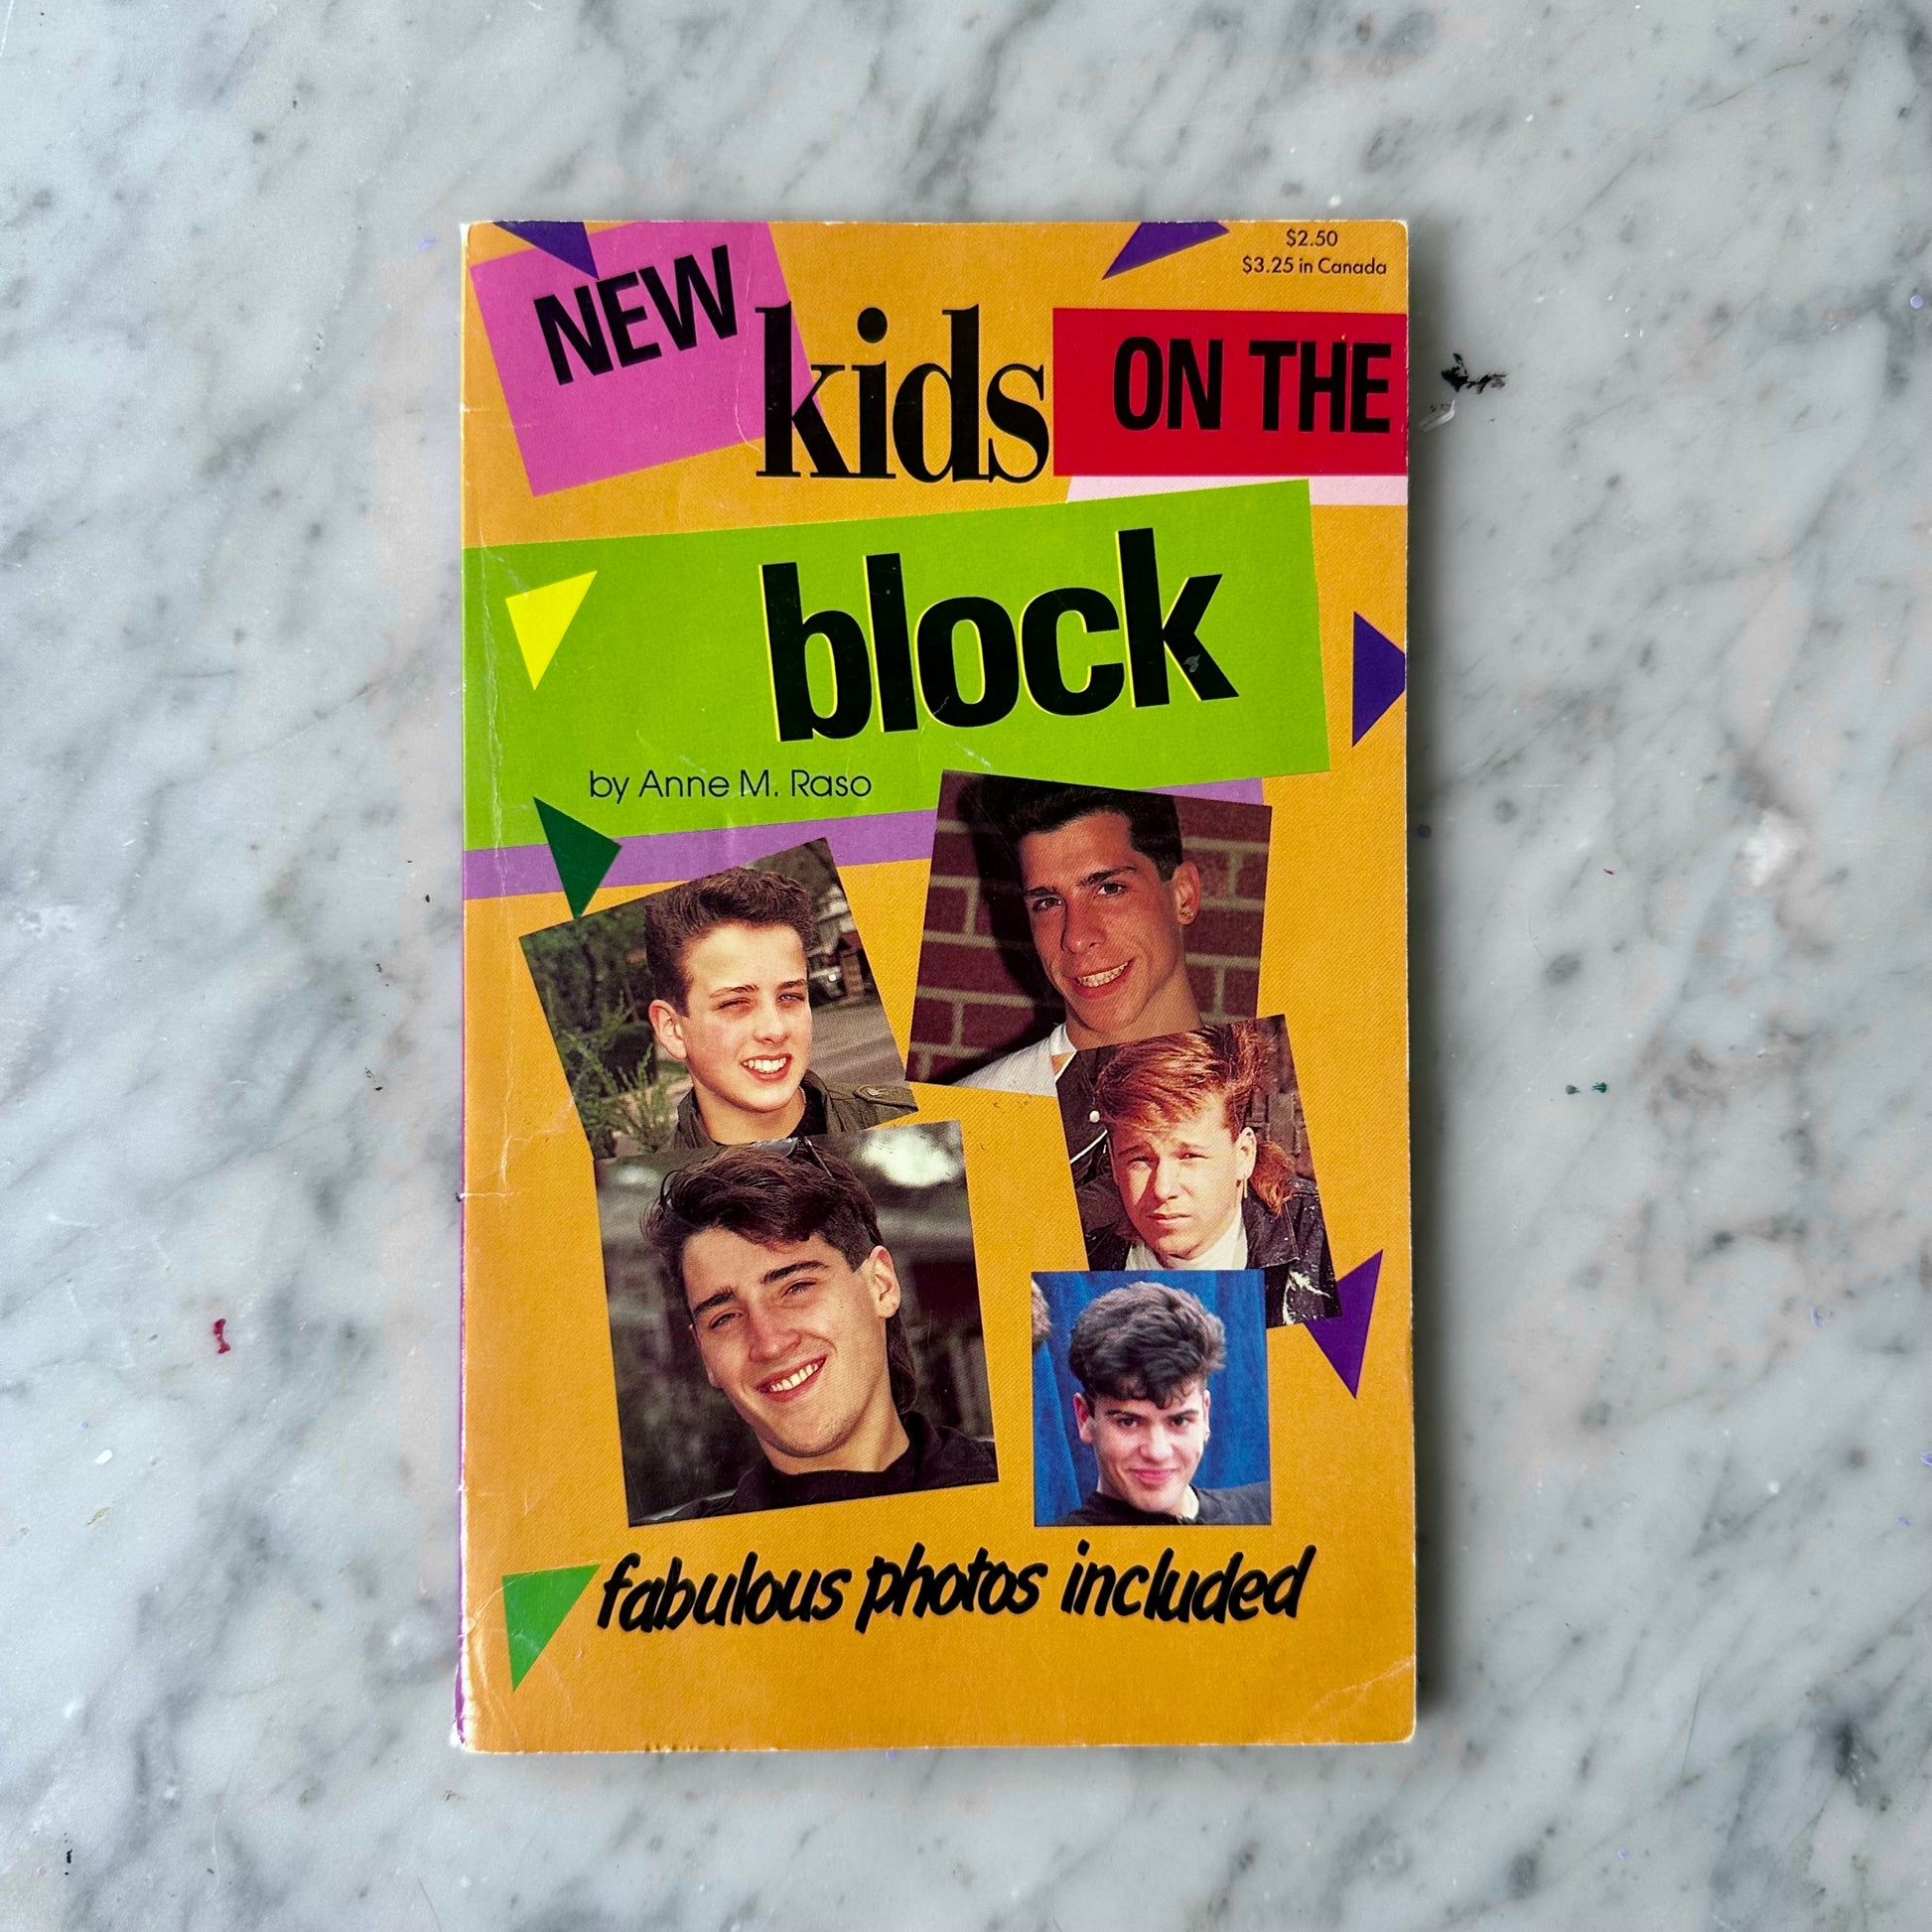 $2.50
$3.25 in Canada
NEW kids ON THE
block
by Anne M. Raso
fabulous photos included